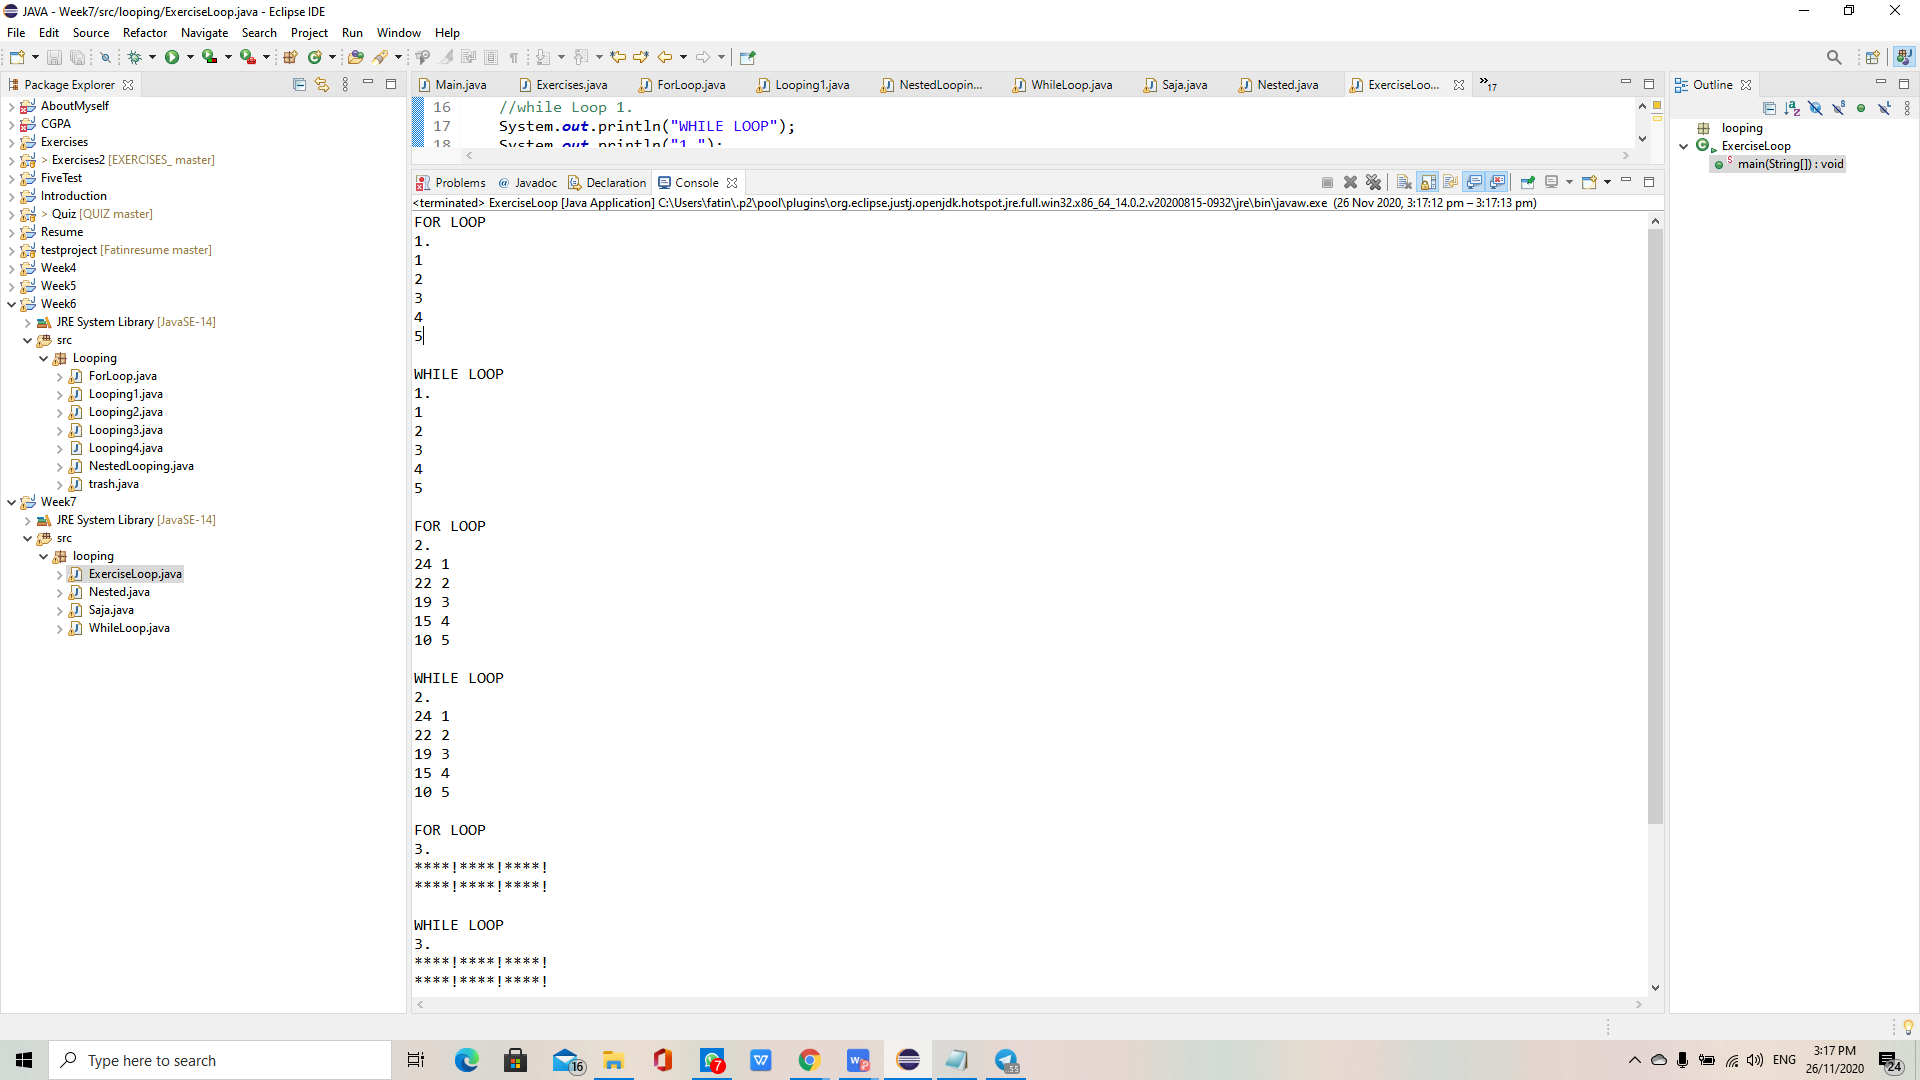 JAVA - Week7/src/looping/ExerciseLoop.java - Eclipse IDE
File Edit Source Refactor Navigate Search Project Run Window Help
Package Explorer
AboutMyself
CGPA
Exercises
> Exercises2 [EXERCISES_ master]
FiveTest
Introduction
> Quiz [QUIZ master]
Resume
testproject [Fatinresume master]
Week4
Week5
Week6
JRE System Library [JavaSE-14]
src
Looping
ForLoop.java
Looping1.java
Looping2.java
Looping3.java
Looping4.java
NestedLooping.java
trash.java
Week7
JRE System Library [JavaSE-14]
src
looping
ExerciseLoop.java
Nested.java
Saja.java
WhileLoop.java
Main.java Exercises.java ForLoop.java Looping1.java NestedLoopin... WhileLoop.java Saja.java Nested.java ExerciseLoo... »17
16 //while Loop 1.
17 System.out.println("WHILE LOOP");
18 System.out.println("1.");
Problems @ Javadoc Declaration Console
<terminated> ExerciseLoop [Java Application] C:\Users\fatin\.p2\pool\plugins\org.eclipse.justj.openjdk.hotspot.jre.full.win32.x86_64_14.0.2.v20200815-0932\jre\bin\javaw.exe (26 Nov 2020, 3:17:12 pm – 3:17:13 pm)
FOR LOOP
1.
1
2
3
4
5
WHILE LOOP
1.
1
2
3
4
5
FOR LOOP
2.
24 1
22 2
19 3
15 4
10 5
WHILE LOOP
2.
24 1
22 2
19 3
15 4
10 5
FOR LOOP
3.
****!****!****!
****!****!****!
WHILE LOOP
3.
****!****!****!
****!****!****!
Outline
looping
ExerciseLoop
main(String[]) : void
Type here to search
16
7
55
ENG
3:17 PM
26/11/2020
24